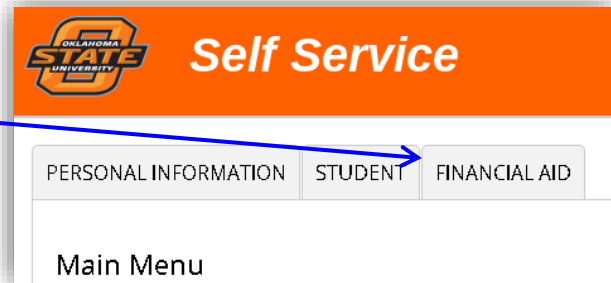 OKLAHOMA
STATE
UNIVERSITY
Self Service
PERSONAL INFORMATION STUDENT FINANCIAL AID
Main Menu